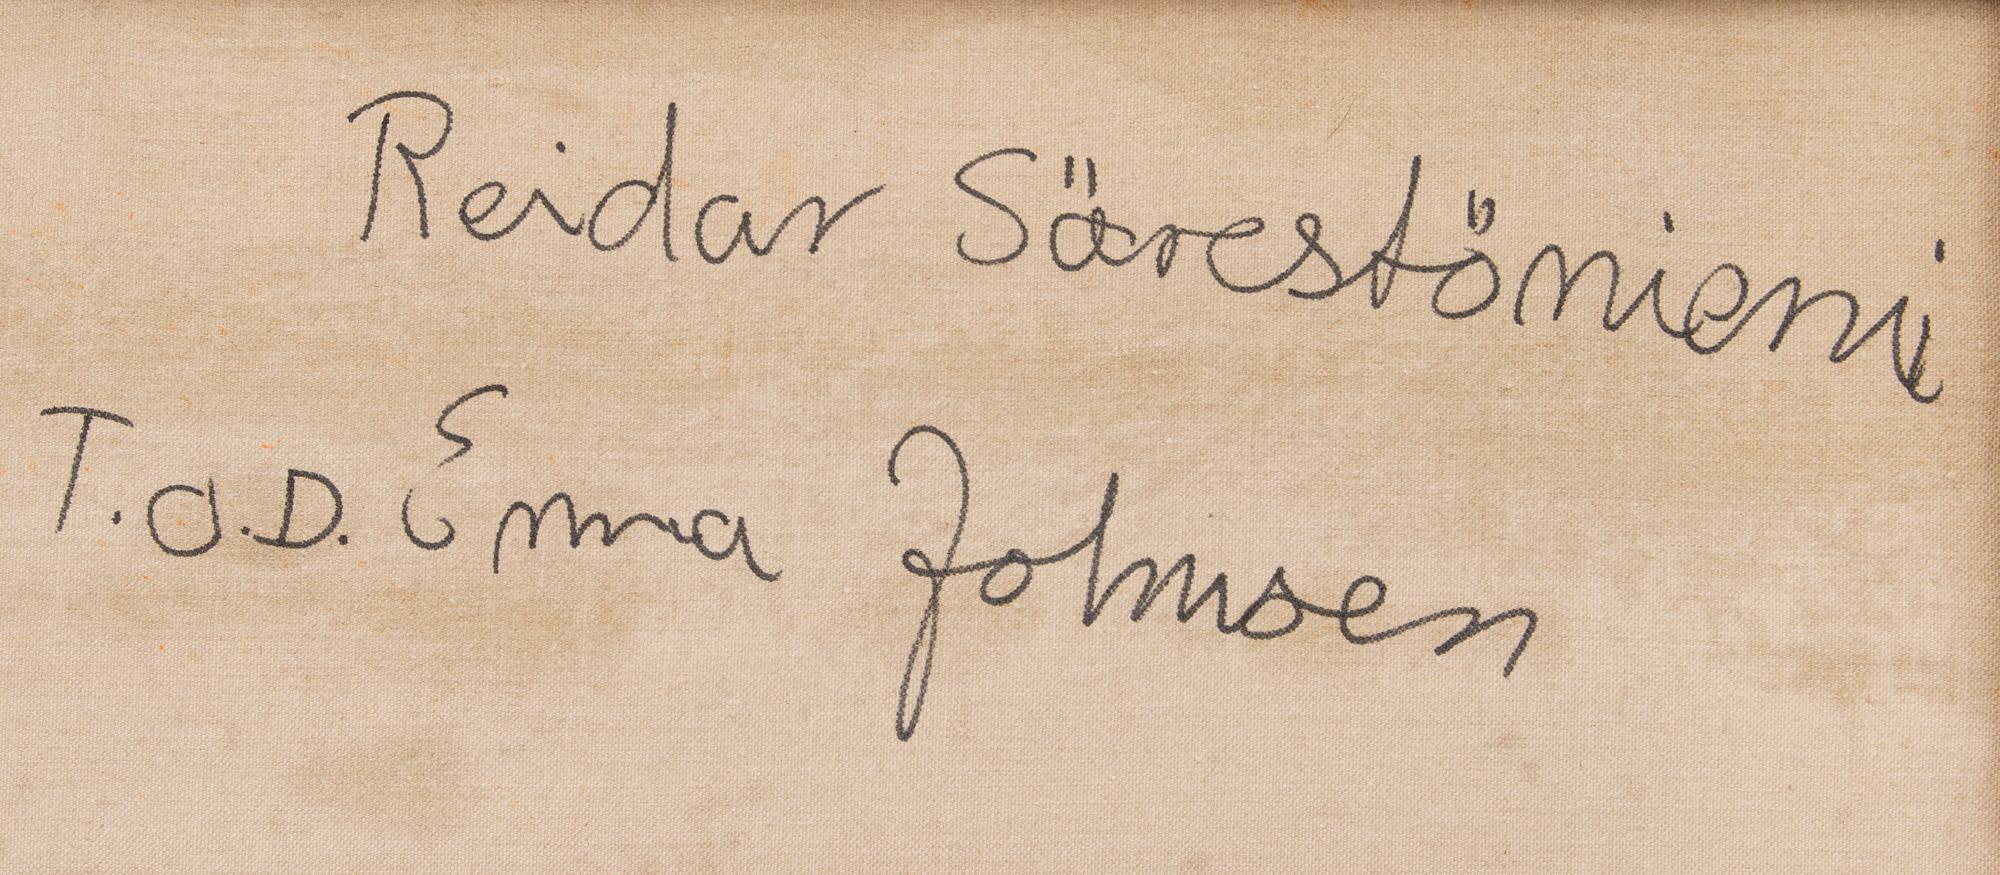 Reidar Särestöniemi
T.O.D. Emma Johnsen